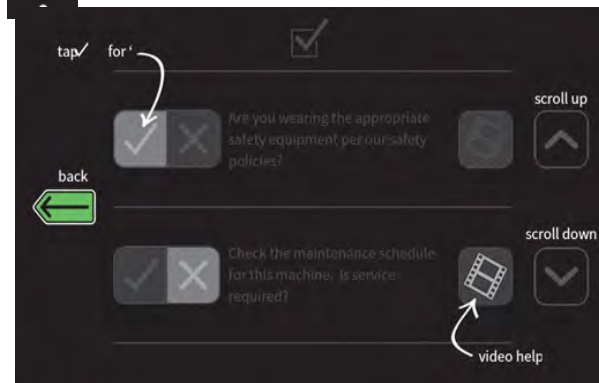 tap✓ for ‘
scroll up
Are you wearing the appropriate
safety equipment per our safety
policies?
back
scroll down
Check the maintenance schedule
for this machine. Is service
required?
video help